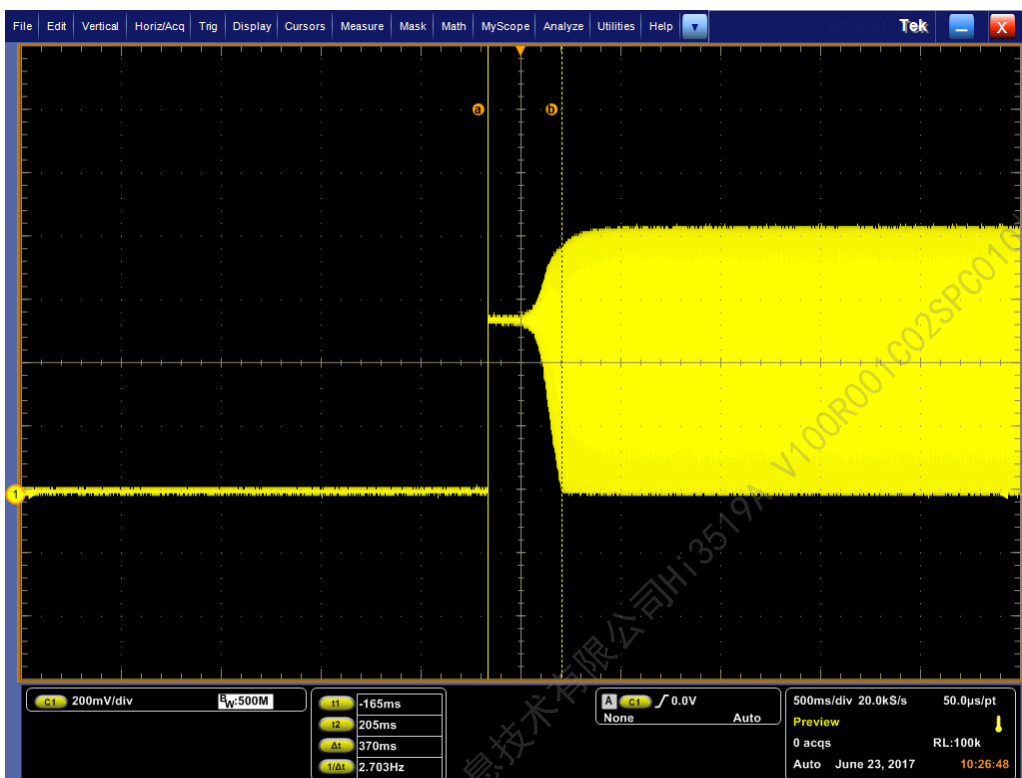 File Edit Vertical Horiz/Acq Trig Display Cursors Measure Mask Math MyScope Analyze Utilities Help Tek X
a b
1
C1 200mV/div BW:500M
t1 -165ms
t2 205ms
Δt 370ms
1/Δt 2.703Hz
A C1 0.0V
None Auto
500ms/div 20.0kS/s 50.0µs/pt
Preview
0 acqs RL:100k
Auto June 23, 2017 10:26:48
息技术有限公司Hi3519A V100R001C02SPC010